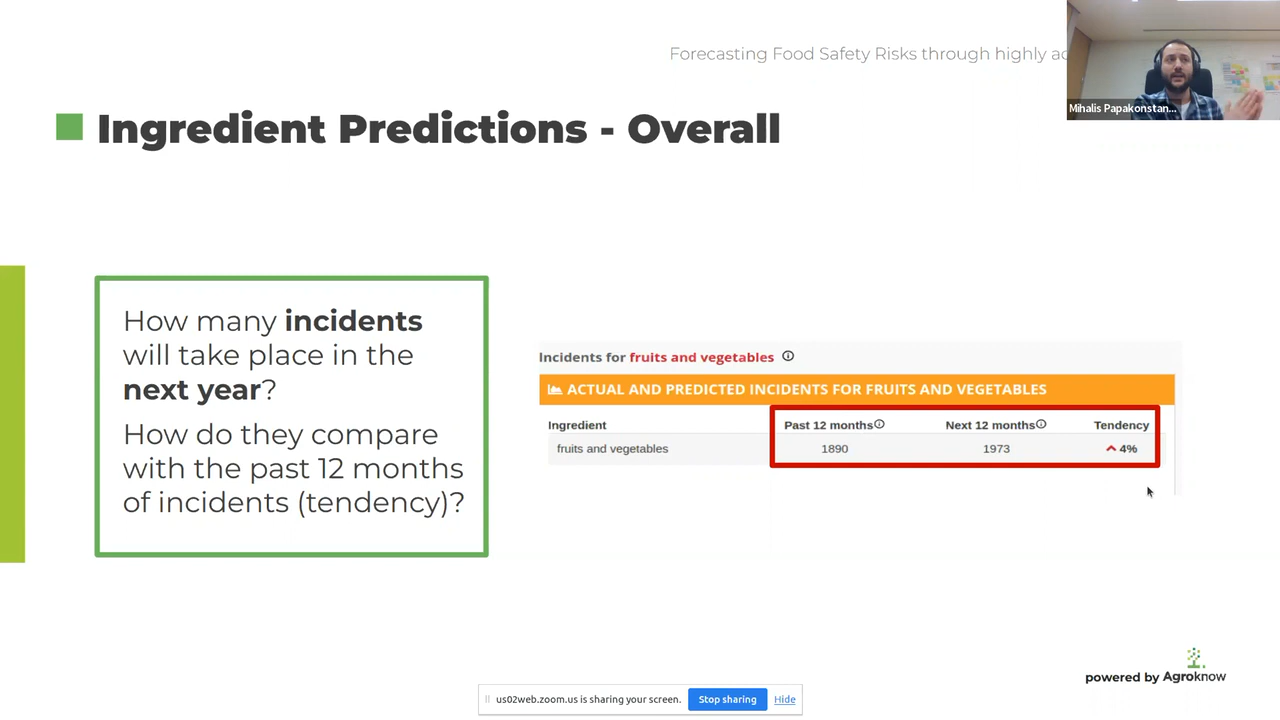 Forecasting Food Safety Risks through highly
Mihalis Papakonstan...
Ingredient Predictions - Overall
How many incidents
will take place in the
next year?
How do they compare
with the past 12 months
of incidents (tendency)?
Incidents for fruits and vegetables
ACTUAL AND PREDICTED INCIDENTS FOR FRUITS AND VEGETABLES
Ingredient Past 12 months Next 12 months Tendency
fruits and vegetables 1890 1973 4%
powered by Agroknow
us02web.zoom.us is sharing your screen. Stop sharing Hide